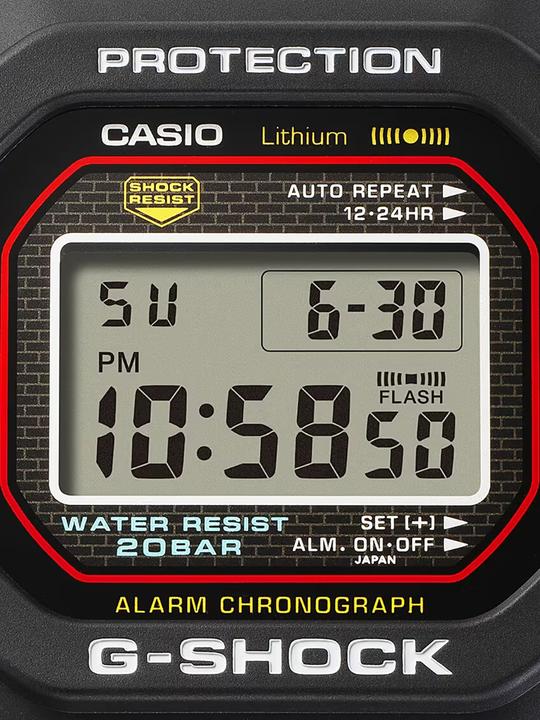 PROTECTION
CASIO Lithium
SHOCK
RESIST
AUTO REPEAT
12·24HR
SU 6-30
PM
FLASH
10:58 50
WATER RESIST
20BAR
SET [+]
ALM. ON·OFF
JAPAN
ALARM CHRONOGRAPH
G-SHOCK